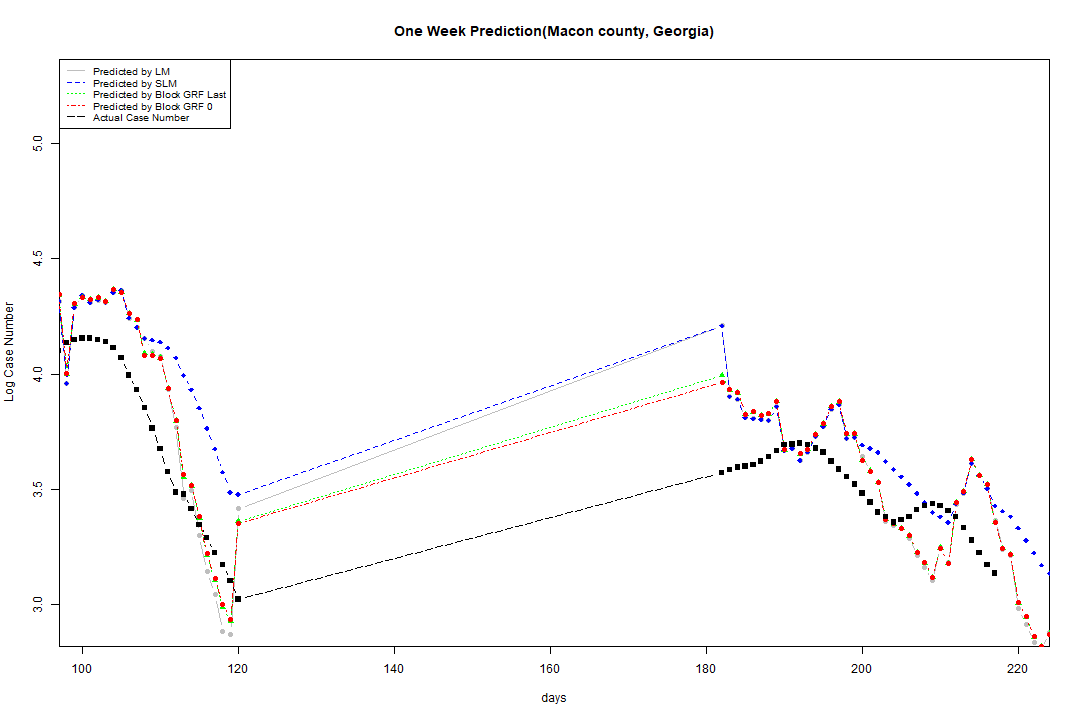 One Week Prediction(Macon county, Georgia)
Predicted by LM
Predicted by SLM
Predicted by Block GRF Last
Predicted by Block GRF 0
Actual Case Number
5.0
4.5
4.0
3.5
3.0
Log Case Number
100 120 140 160 180 200 220
days